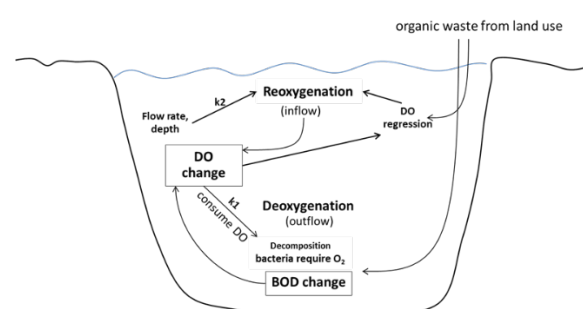 organic waste from land use
Reoxygenation
(inflow)
k2
Flow rate,
depth
DO
regression
DO
change
k1
consume DO
Deoxygenation
(outflow)
Decomposition
bacteria require O₂
BOD change